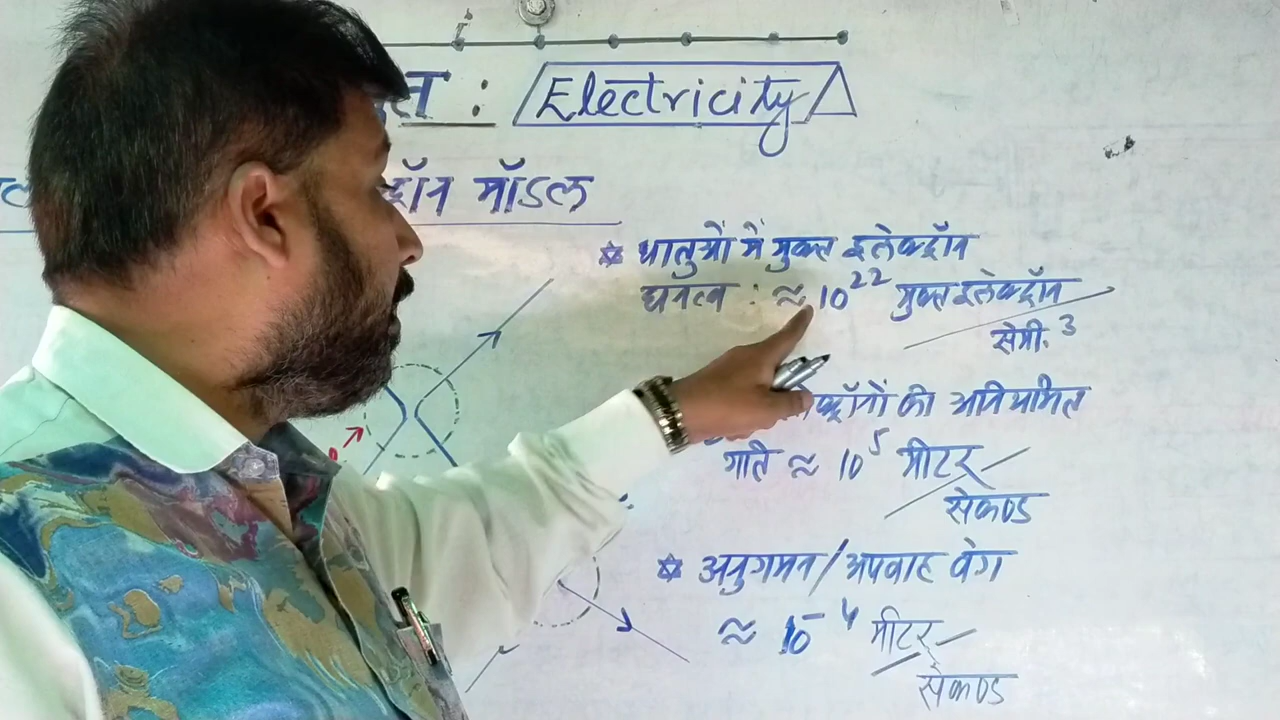 : Electricity
मॉडल
धातुओं में मुक्त इलेक्ट्रॉन
घनत्व : ≈ 10²² मुक्त इलेक्ट्रॉन / सेमी.³
की अनियमित
गति ≈ 10⁵ मीटर / सेकण्ड
अनुगमन/अपवाह वेग
≈ 10⁻⁴ मीटर / सेकण्ड